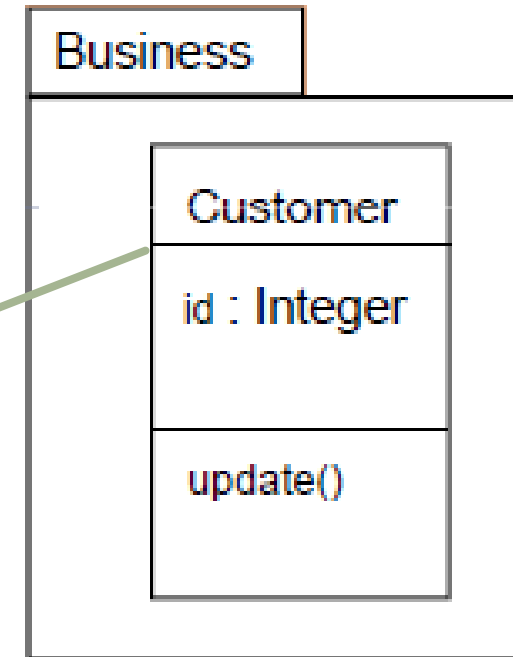 Business
Customer
id : Integer
update()